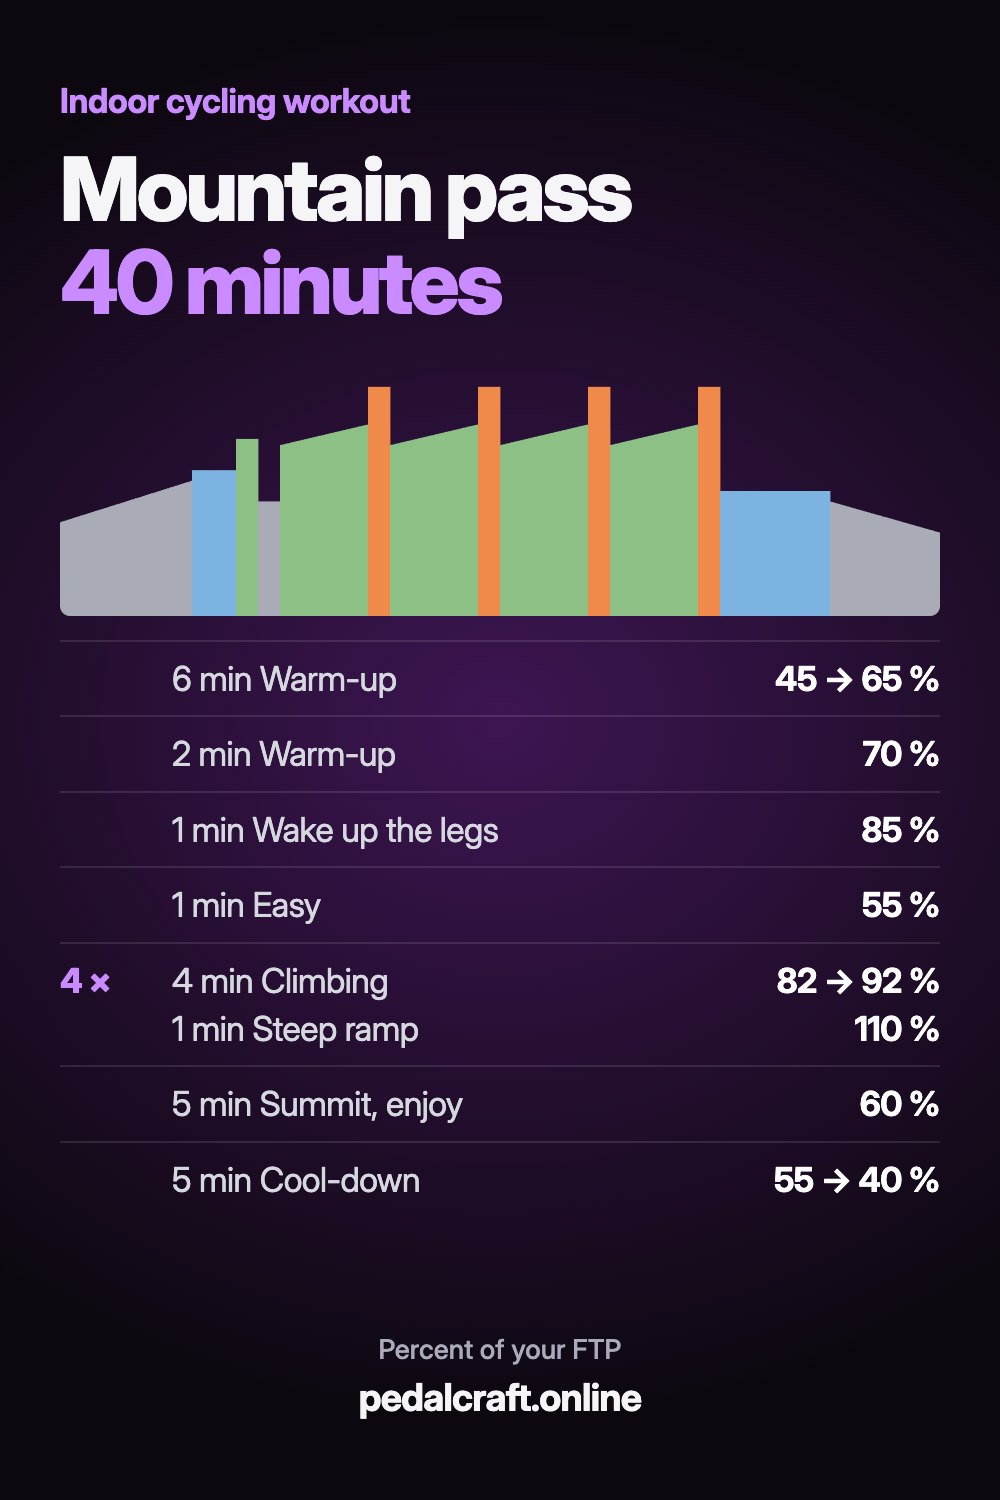 Indoor cycling workout
Mountain pass
40 minutes
6 min Warm-up 45 → 65 %
2 min Warm-up 70 %
1 min Wake up the legs 85 %
1 min Easy 55 %
4 × 4 min Climbing 82 → 92 %
1 min Steep ramp 110 %
5 min Summit, enjoy 60 %
5 min Cool-down 55 → 40 %
Percent of your FTP
pedalcraft.online